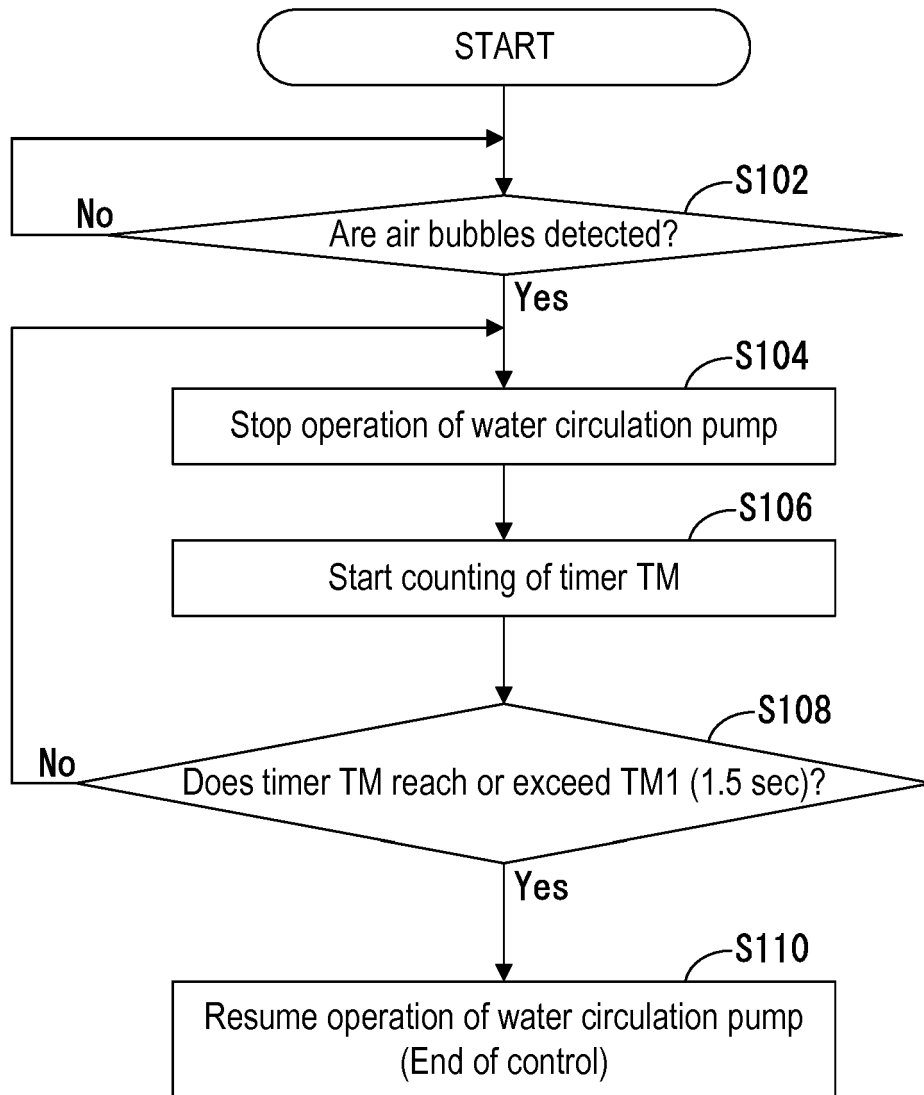 START
S102
No
Are air bubbles detected?
Yes
S104
Stop operation of water circulation pump
S106
Start counting of timer TM
S108
No
Does timer TM reach or exceed TM1 (1.5 sec)?
Yes
S110
Resume operation of water circulation pump
(End of control)